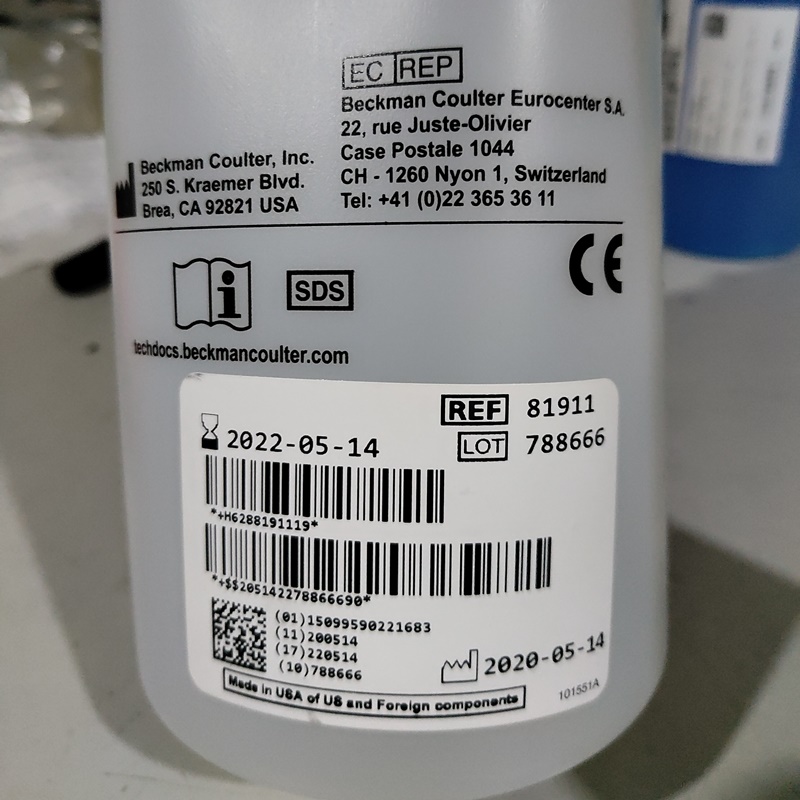 EC REP
Beckman Coulter Eurocenter S.A.
22, rue Juste-Olivier
Case Postale 1044
CH - 1260 Nyon 1, Switzerland
Tel: +41 (0)22 365 36 11
Beckman Coulter, Inc.
250 S. Kraemer Blvd.
Brea, CA 92821 USA
CE
i
SDS
techdocs.beckmancoulter.com
REF 81911
2022-05-14
LOT 788666
*+H6288191119*
*+$$205142278866690*
(01)15099590221683
(11)200514
(17)220514
(10)788666
2020-05-14
Made in USA of US and Foreign components
101551A